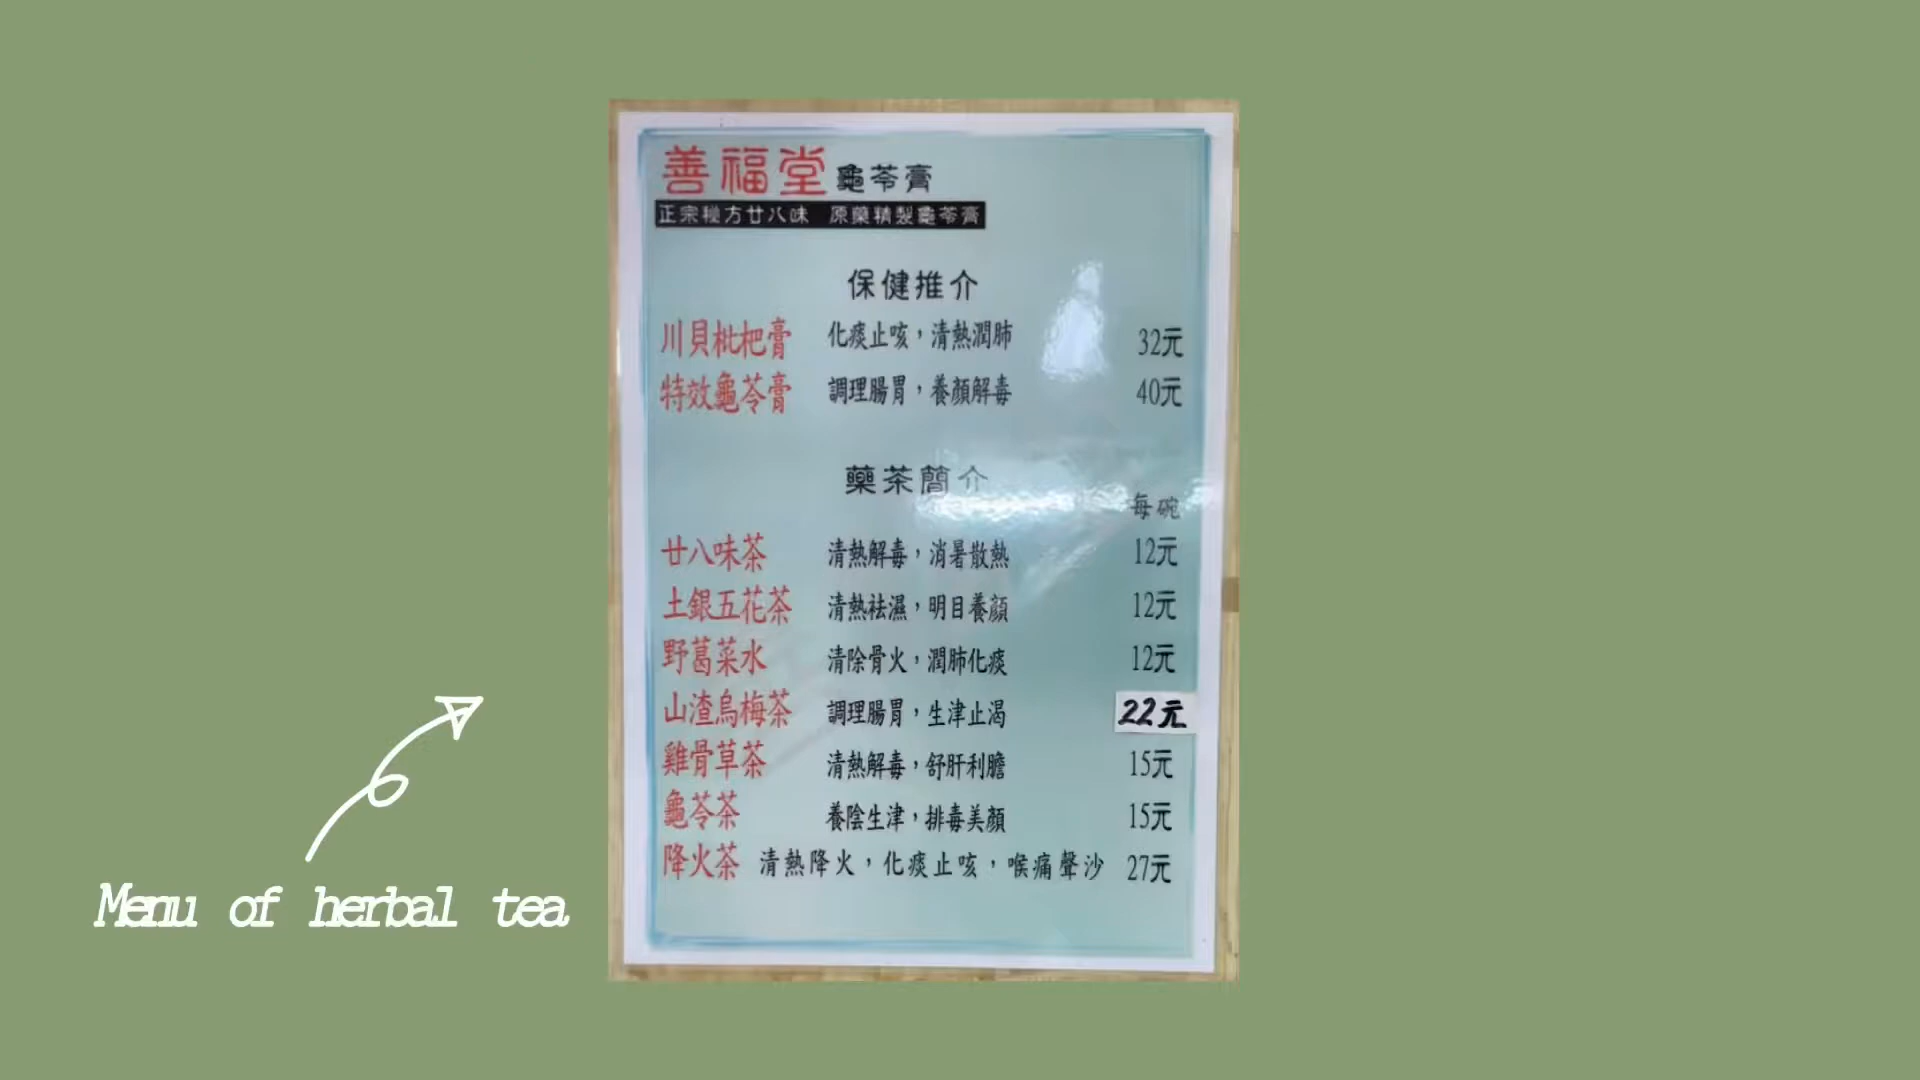 善福堂 龜苓膏
正宗秘方廿八味 原藥精製龜苓膏
保健推介
川貝枇杷膏 化痰止咳,清熱潤肺 32元
特效龜苓膏 調理腸胃,養顏解毒 40元
藥茶簡介
每碗
廿八味茶 清熱解毒,消暑散熱 12元
土銀五花茶 清熱祛濕,明目養顏 12元
野葛菜水 清除骨火,潤肺化痰 12元
山渣烏梅茶 調理腸胃,生津止渴 22元
雞骨草茶 清熱解毒,舒肝利膽 15元
龜苓茶 養陰生津,排毒美顏 15元
降火茶 清熱降火,化痰止咳,喉痛聲沙 27元
Menu of herbal tea